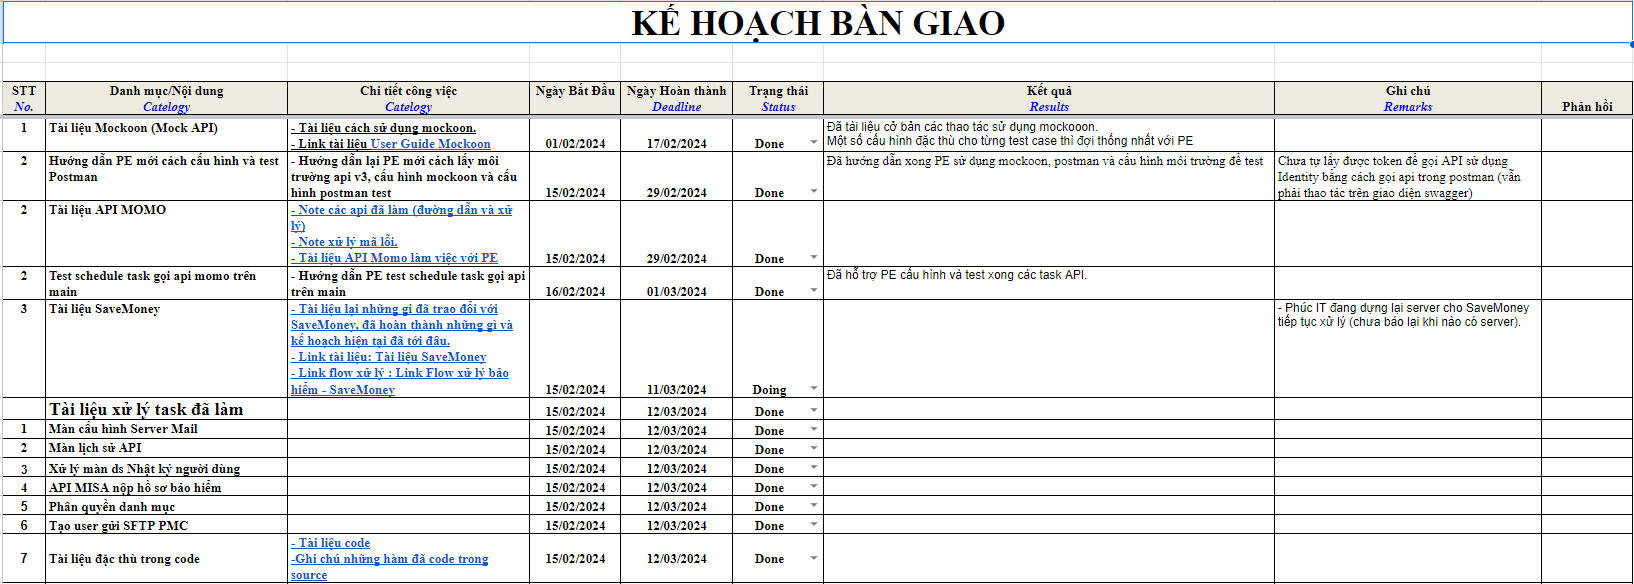 KẾ HOẠCH BÀN GIAO
STT Danh mục/Nội dung Chi tiết công việc Ngày Bắt Đầu Ngày Hoàn thành Trạng thái Kết quả Ghi chú
No. Catelogy Catelogy Deadline Status Results Remarks Phản hồi
1 Tài liệu Mockoon (Mock API) - Tài liệu cách sử dụng mockoon. Đã tài liệu cở bản các thao tác sử dụng mockooon.
- Link tài liệu User Guide Mockoon 01/02/2024 17/02/2024 Done Một số cấu hình đặc thù cho từng test case thì đợi thống nhất với PE
2 Hướng dẫn PE mới cách cấu hình và test - Hướng dẫn lại PE mới cách lấy môi Đã hướng dẫn xong PE sử dụng mockoon, postman và cấu hình môi trường để test Chưa tự lấy được token để gọi API sử dụng
Postman trường api v3, cấu hình mockoon và cấu Identity bằng cách gọi api trong postman (vẫn
hình postman test 15/02/2024 29/02/2024 Done phải thao tác trên giao diện swagger)
2 Tài liệu API MOMO - Note các api đã làm (đường dẫn và xử
lý)
- Note xử lý mã lỗi.
- Tài liệu API Momo làm việc với PE 15/02/2024 29/02/2024 Done
2 Test schedule task gọi api momo trên - Hướng dẫn PE test schedule task gọi api Đã hỗ trợ PE cấu hình và test xong các task API.
main trên main 16/02/2024 01/03/2024 Done
3 Tài liệu SaveMoney - Tài liệu lại những gì đã trao đổi với - Phúc IT đang dựng lại server cho SaveMoney
SaveMoney, đã hoàn thành những gì và tiếp tục xử lý (chưa báo lại khi nào có server).
kế hoạch hiện tại đã tới đâu.
- Link tài liệu: Tài liệu SaveMoney
- Link flow xử lý : Link Flow xử lý bảo
hiểm - SaveMoney 15/02/2024 11/03/2024 Doing
Tài liệu xử lý task đã làm 15/02/2024 12/03/2024 Done
1 Màn cấu hình Server Mail 15/02/2024 12/03/2024 Done
2 Màn lịch sử API 15/02/2024 12/03/2024 Done
3 Xử lý màn ds Nhật ký người dùng 15/02/2024 12/03/2024 Done
4 API MISA nộp hồ sơ bảo hiểm 15/02/2024 12/03/2024 Done
5 Phân quyền danh mục 15/02/2024 12/03/2024 Done
6 Tạo user gửi SFTP PMC 15/02/2024 12/03/2024 Done
- Tài liệu code
7 Tài liệu đặc thù trong code -Ghi chú những hàm đã code trong 15/02/2024 12/03/2024 Done
source